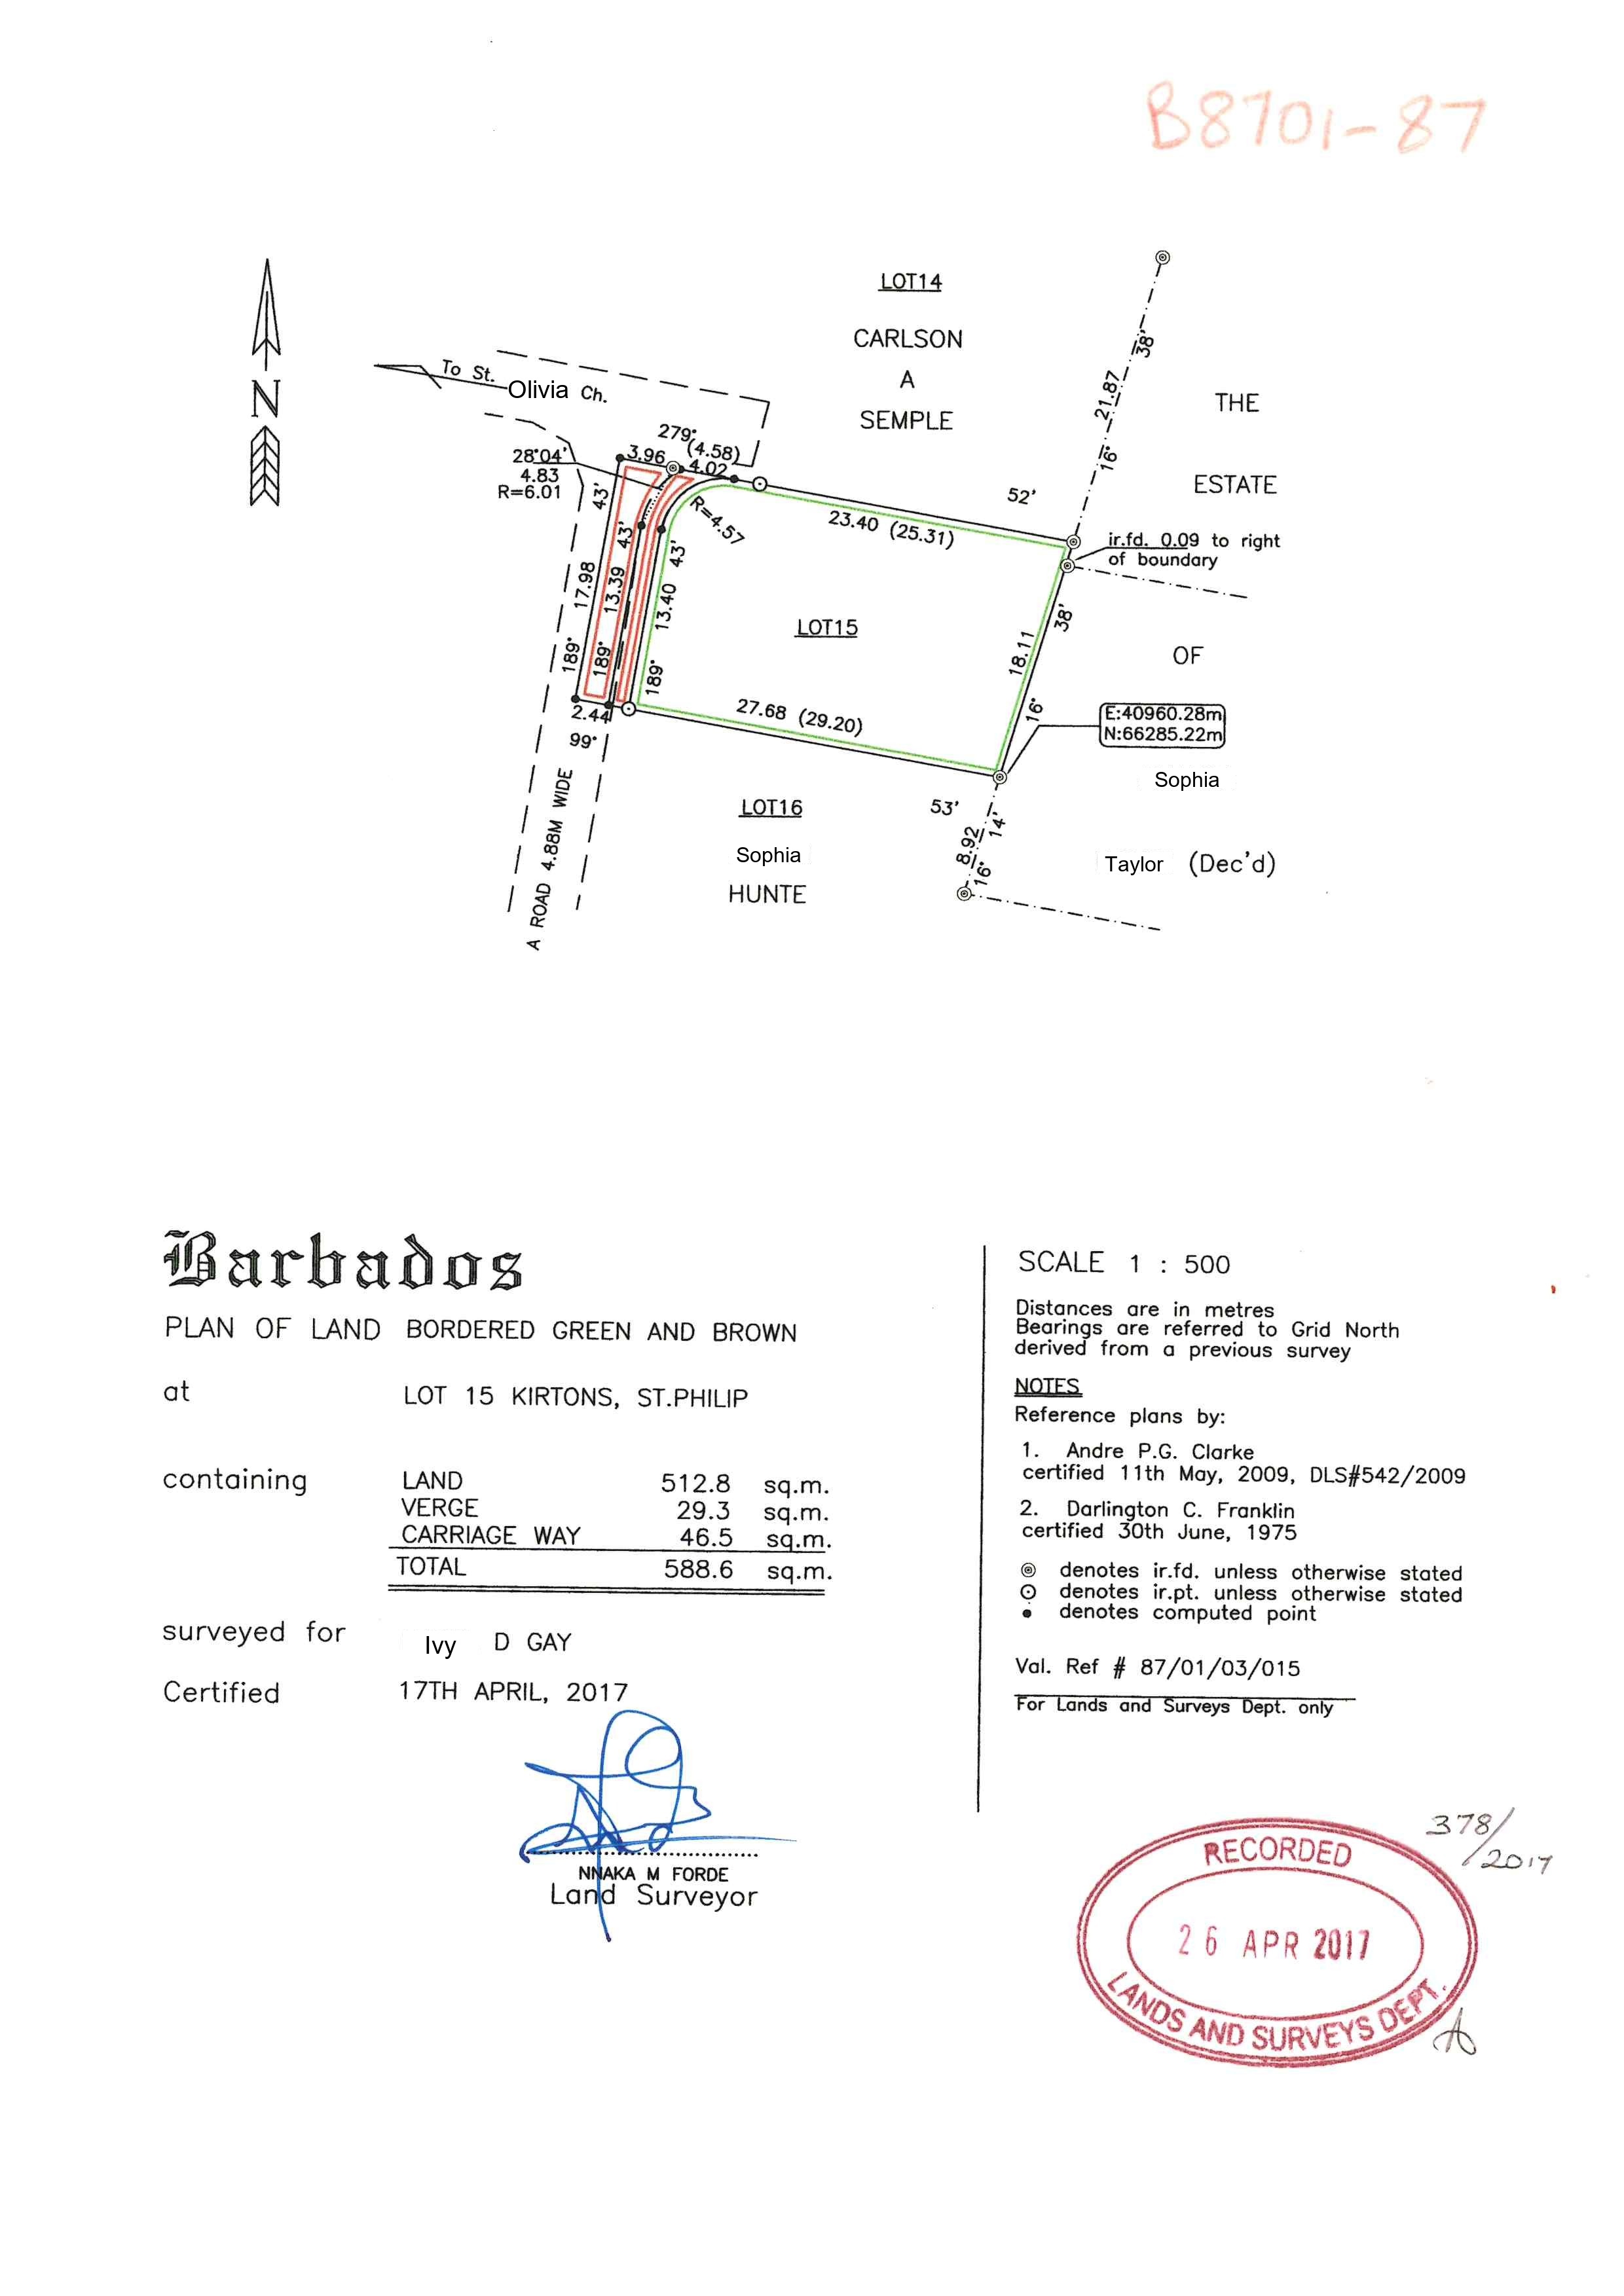 B8701-87
LOT14
CARLSON
A
SEMPLE
38'
21.87
16°
THE
ESTATE
OF
Sophia
Taylor (Dec'd)
N
To St. Olivia Ch.
279°
(4.58)
3.96
4.02
28°04'
4.83
R=6.01
R=4.57
52'
23.40 (25.31)
ir.fd. 0.09 to right
of boundary
43'
17.98
189°
43'
13.39
189°
43'
13.40
189°
LOT15
38'
18.11
16°
E:40960.28m
N:66285.22m
27.68 (29.20)
2.44
99°
53'
14'
8.92
16°
LOT16
Sophia
HUNTE
A ROAD 4.88M WIDE
Barbados
PLAN OF LAND BORDERED GREEN AND BROWN
at LOT 15 KIRTONS, ST.PHILIP
containing LAND 512.8 sq.m.
VERGE 29.3 sq.m.
CARRIAGE WAY 46.5 sq.m.
TOTAL 588.6 sq.m.
surveyed for Ivy D GAY
Certified 17TH APRIL, 2017
NNAKA M FORDE
Land Surveyor
SCALE 1 : 500
Distances are in metres
Bearings are referred to Grid North
derived from a previous survey
NOTES
Reference plans by:
1. Andre P.G. Clarke
certified 11th May, 2009, DLS#542/2009
2. Darlington C. Franklin
certified 30th June, 1975
denotes ir.fd. unless otherwise stated
denotes ir.pt. unless otherwise stated
denotes computed point
Val. Ref # 87/01/03/015
For Lands and Surveys Dept. only
378/2017
RECORDED
26 APR 2017
LANDS AND SURVEYS DEPT.